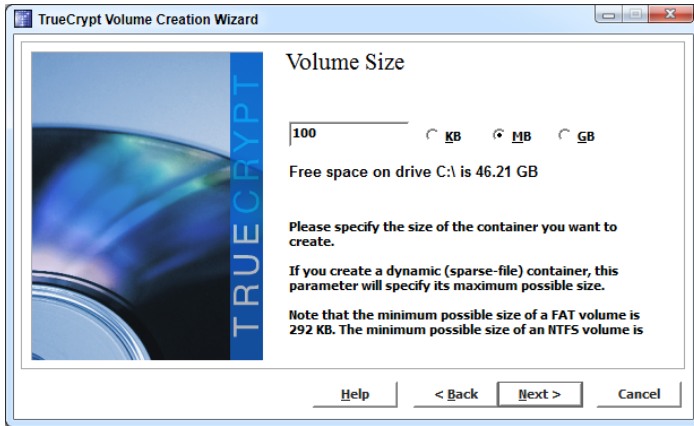 TrueCrypt Volume Creation Wizard
Volume Size
100
KB
MB
GB
Free space on drive C:\ is 46.21 GB
Please specify the size of the container you want to
create.
If you create a dynamic (sparse-file) container, this
parameter will specify its maximum possible size.
Note that the minimum possible size of a FAT volume is
292 KB. The minimum possible size of an NTFS volume is
TRUECRYPT
Help
< Back
Next >
Cancel